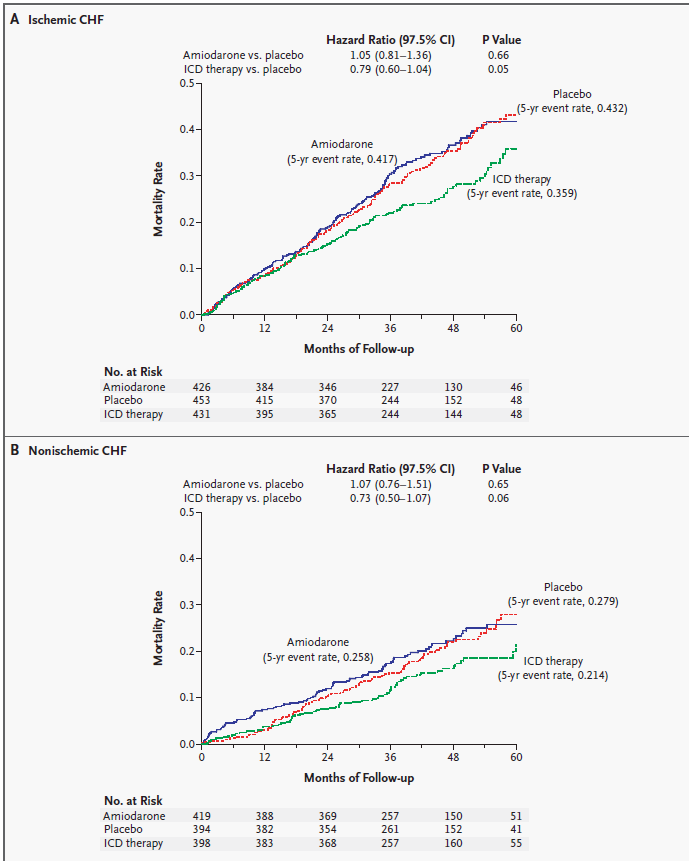 A Ischemic CHF
Hazard Ratio (97.5% CI) P Value
Amiodarone vs. placebo 1.05 (0.81–1.36) 0.66
ICD therapy vs. placebo 0.79 (0.60–1.04) 0.05
0.5
Placebo
(5-yr event rate, 0.432)
0.4
Amiodarone
(5-yr event rate, 0.417)
0.3
ICD therapy
(5-yr event rate, 0.359)
Mortality Rate
0.2
0.1
0.0
0 12 24 36 48 60
Months of Follow-up
No. at Risk
Amiodarone 426 384 346 227 130 46
Placebo 453 415 370 244 152 48
ICD therapy 431 395 365 244 144 48
B Nonischemic CHF
Hazard Ratio (97.5% CI) P Value
Amiodarone vs. placebo 1.07 (0.76–1.51) 0.65
ICD therapy vs. placebo 0.73 (0.50–1.07) 0.06
0.5
0.4
Placebo
(5-yr event rate, 0.279)
0.3
Mortality Rate
Amiodarone
(5-yr event rate, 0.258)
0.2
ICD therapy
(5-yr event rate, 0.214)
0.1
0.0
0 12 24 36 48 60
Months of Follow-up
No. at Risk
Amiodarone 419 388 369 257 150 51
Placebo 394 382 354 261 152 41
ICD therapy 398 383 368 257 160 55